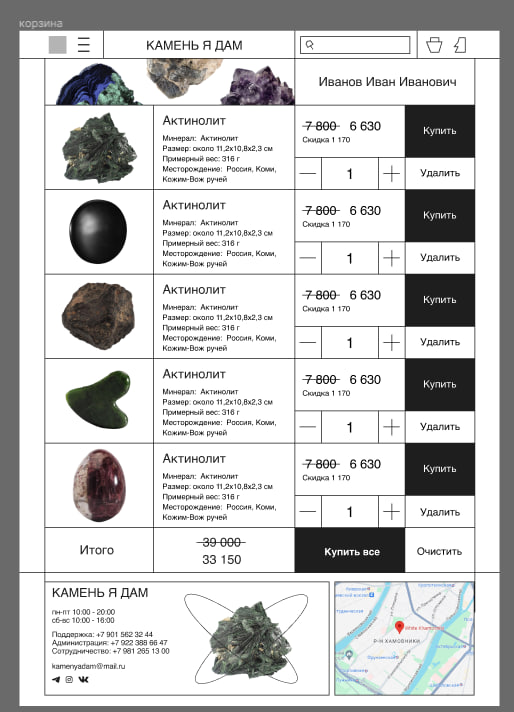 корзина
КАМЕНЬ Я ДАМ
Иванов Иван Иванович
Актинолит
Минерал: Актинолит
Размер: около 11,2х10,8х2,3 см
Примерный вес: 316 г
Месторождение: Россия, Коми,
Кожим-Вож ручей
7 800 6 630
Скидка 1 170
Купить
1
Удалить
Актинолит
Минерал: Актинолит
Размер: около 11,2х10,8х2,3 см
Примерный вес: 316 г
Месторождение: Россия, Коми,
Кожим-Вож ручей
7 800 6 630
Скидка 1 170
Купить
1
Удалить
Актинолит
Минерал: Актинолит
Размер: около 11,2х10,8х2,3 см
Примерный вес: 316 г
Месторождение: Россия, Коми,
Кожим-Вож ручей
7 800 6 630
Скидка 1 170
Купить
1
Удалить
Актинолит
Минерал: Актинолит
Размер: около 11,2х10,8х2,3 см
Примерный вес: 316 г
Месторождение: Россия, Коми,
Кожим-Вож ручей
7 800 6 630
Скидка 1 170
Купить
1
Удалить
Актинолит
Минерал: Актинолит
Размер: около 11,2х10,8х2,3 см
Примерный вес: 316 г
Месторождение: Россия, Коми,
Кожим-Вож ручей
7 800 6 630
Скидка 1 170
Купить
1
Удалить
Итого
39 000
33 150
Купить все
Очистить
КАМЕНЬ Я ДАМ
пн-пт 10:00 - 20:00
сб-вс 10:00 - 16:00
Поддержка: +7 901 562 32 44
Администрация: +7 922 388 66 47
Сотрудничество: +7 981 265 13 00
kamenyadam@mail.ru
Р-Н ХАМОВНИКИ